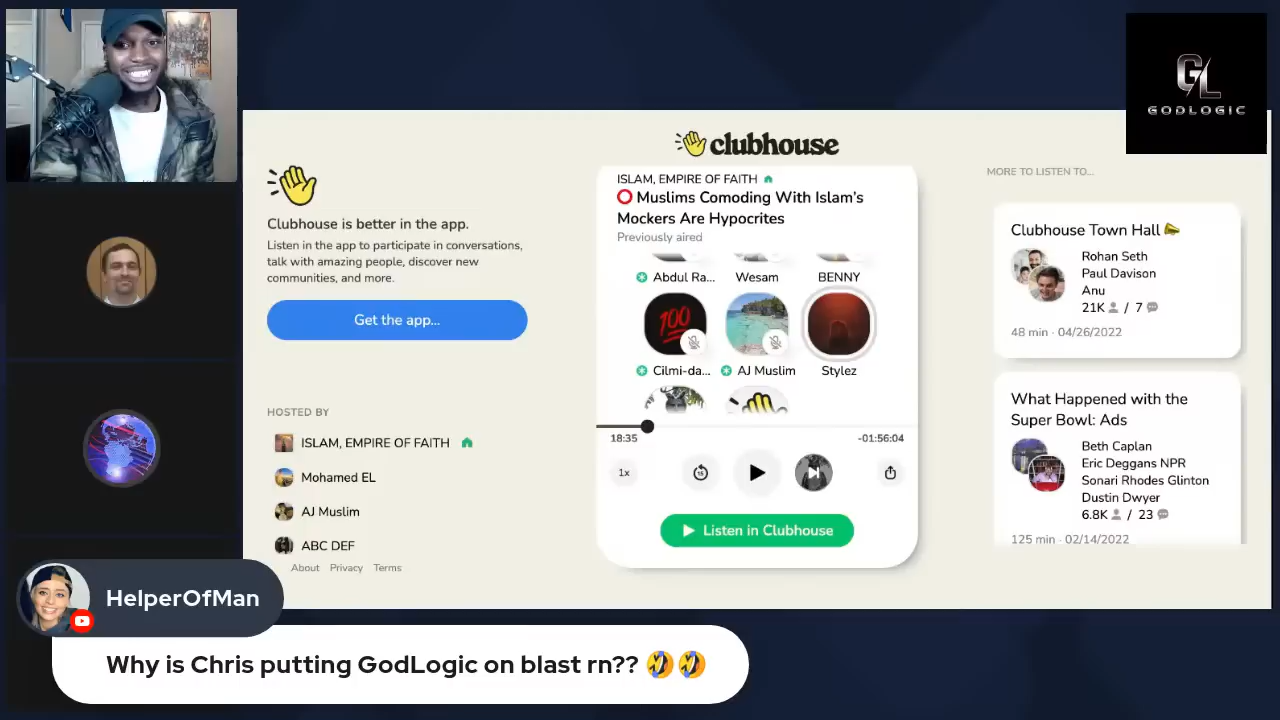 GL
GODLOGIC
clubhouse
Clubhouse is better in the app.
Listen in the app to participate in conversations,
talk with amazing people, discover new
communities, and more.
Get the app...
HOSTED BY
ISLAM, EMPIRE OF FAITH
Mohamed EL
AJ Muslim
ABC DEF
About Privacy Terms
ISLAM, EMPIRE OF FAITH
⭕ Muslims Comoding With Islam's
Mockers Are Hypocrites
Previously aired
Abdul Ra... Wesam BENNY
100
Cilmi-da... AJ Muslim Stylez
18:35 -01:56:04
1x
15
Listen in Clubhouse
MORE TO LISTEN TO...
Clubhouse Town Hall 📣
Rohan Seth
Paul Davison
Anu
21K / 7
48 min · 04/26/2022
What Happened with the
Super Bowl: Ads
Beth Caplan
Eric Deggans NPR
Sonari Rhodes Glinton
Dustin Dwyer
6.8K / 23
125 min · 02/14/2022
HelperOfMan
Why is Chris putting GodLogic on blast rn?? 🤣🤣